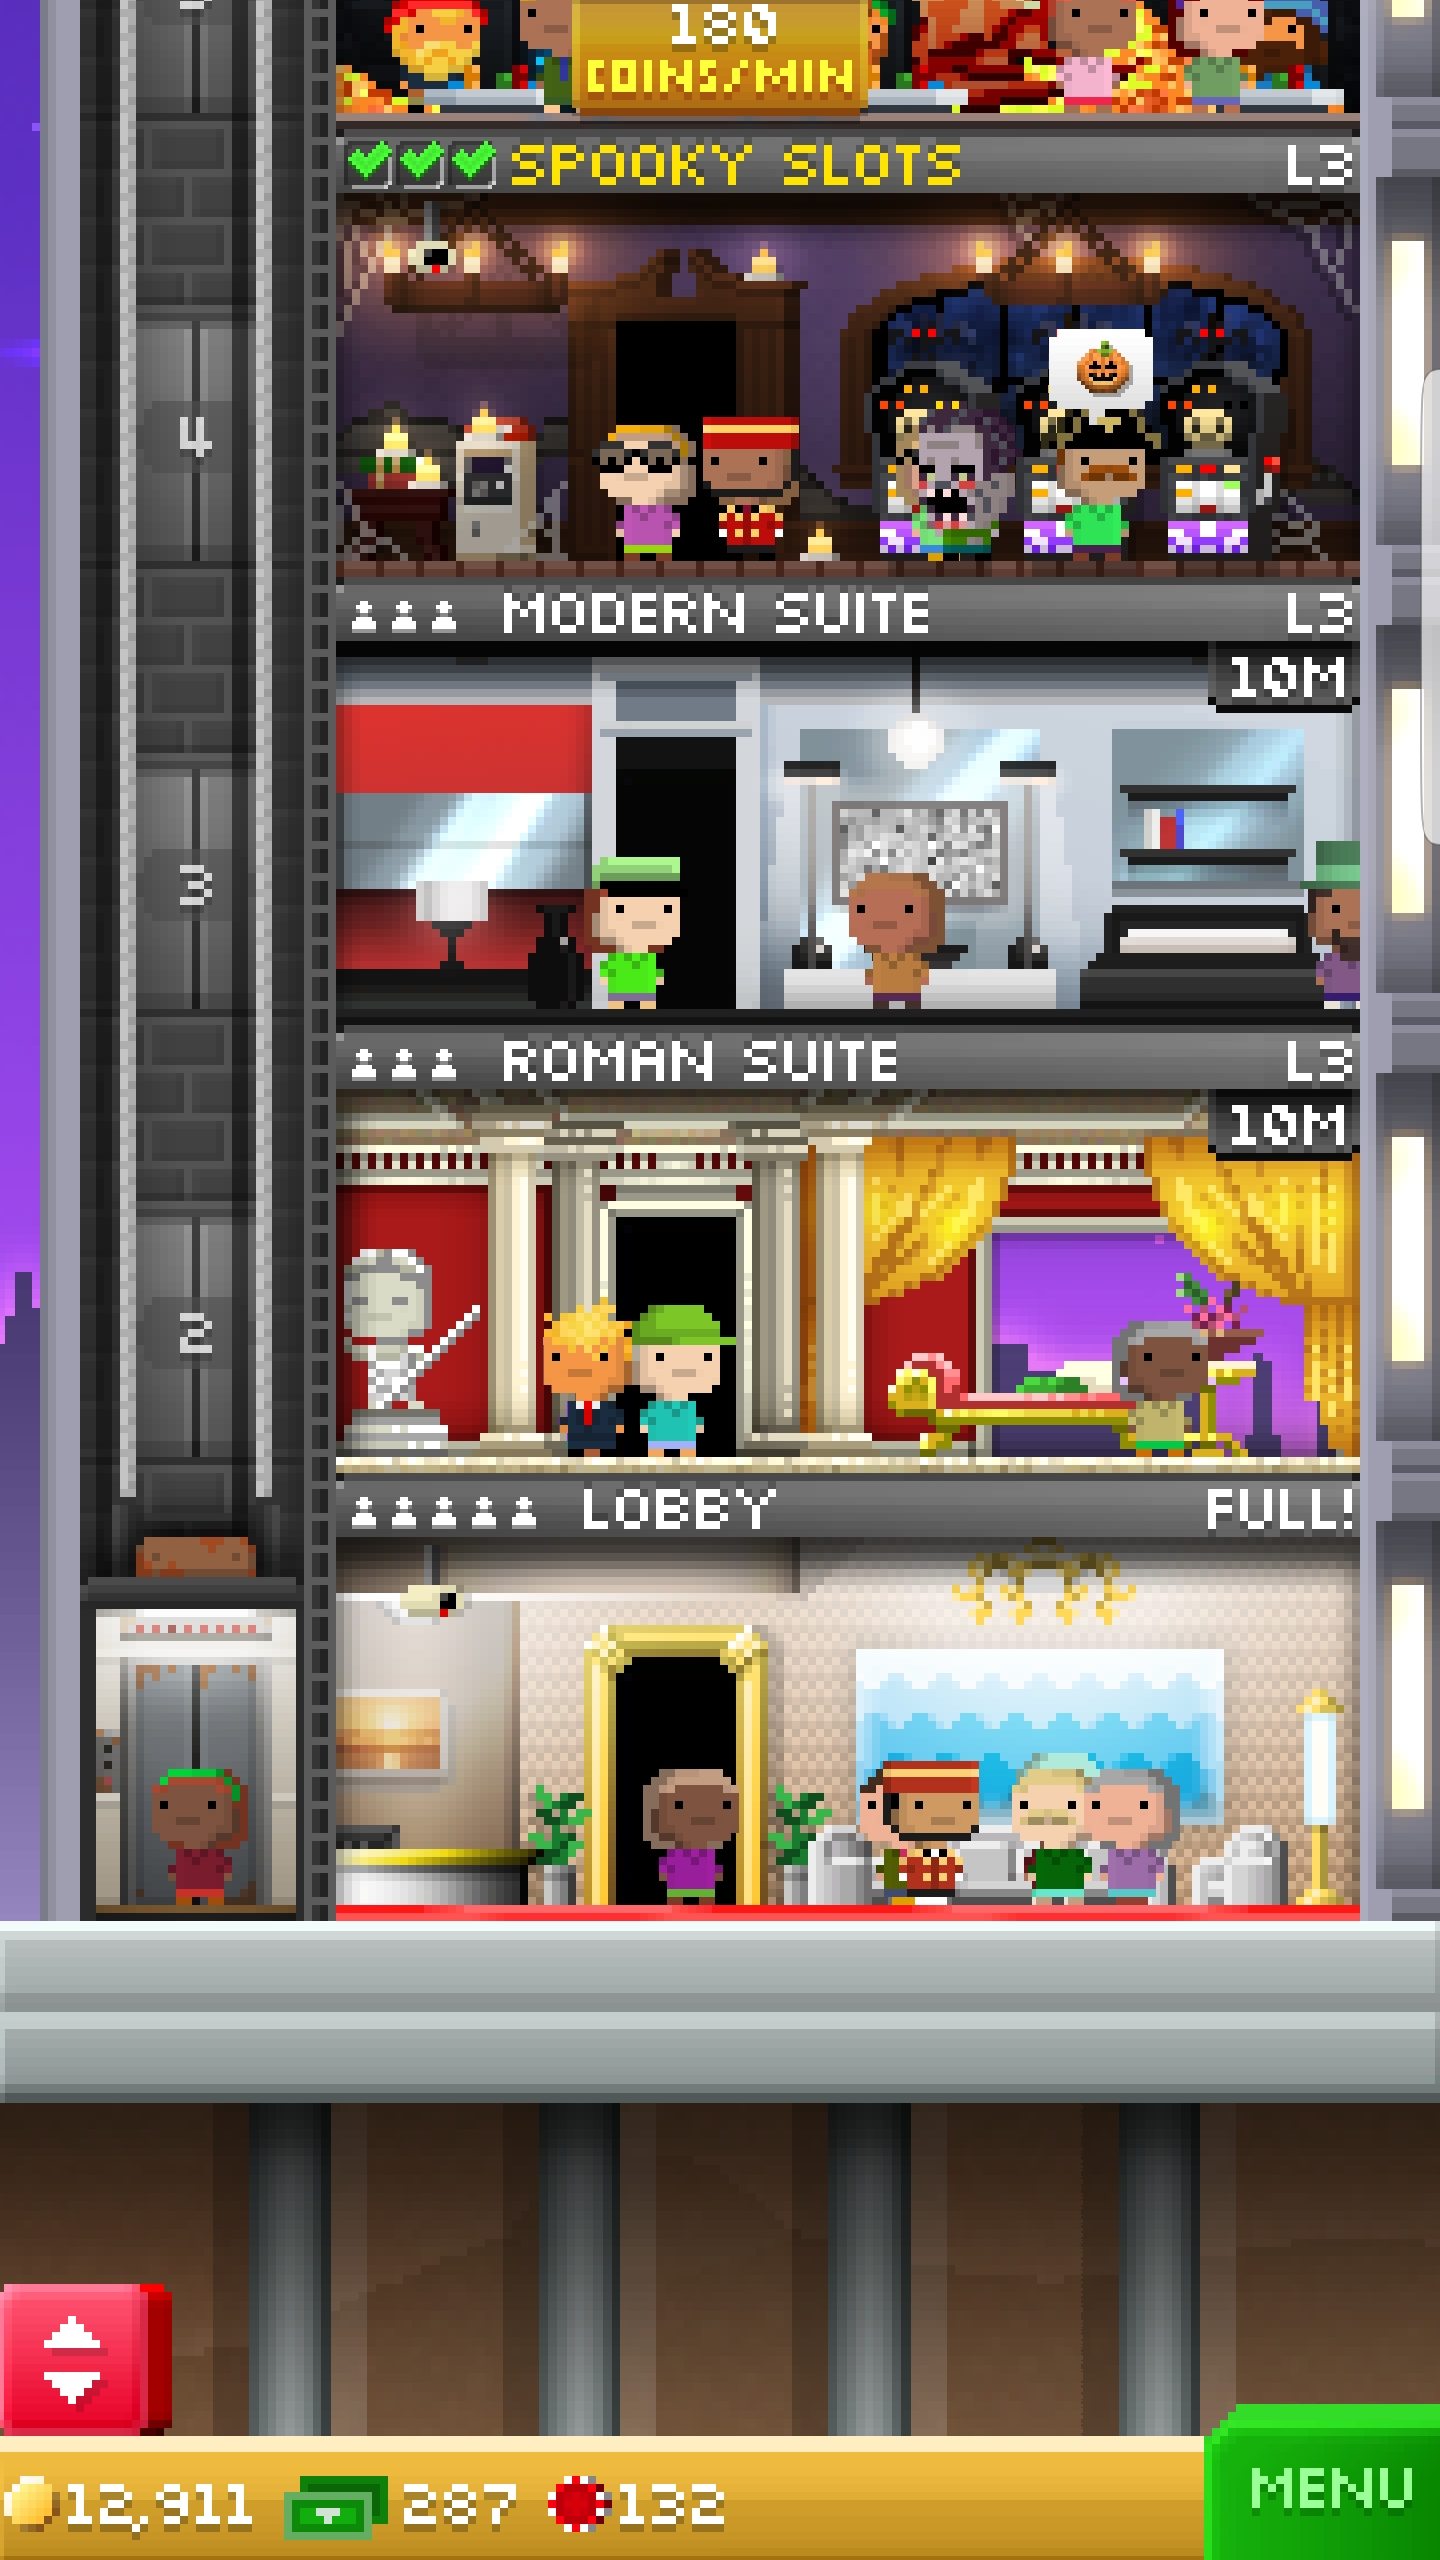 180
COINS/MIN
SPOOKY SLOTS L3
4
MODERN SUITE L3
10M
3
ROMAN SUITE L3
10M
2
LOBBY FULL!
12,911 287 132
MENU